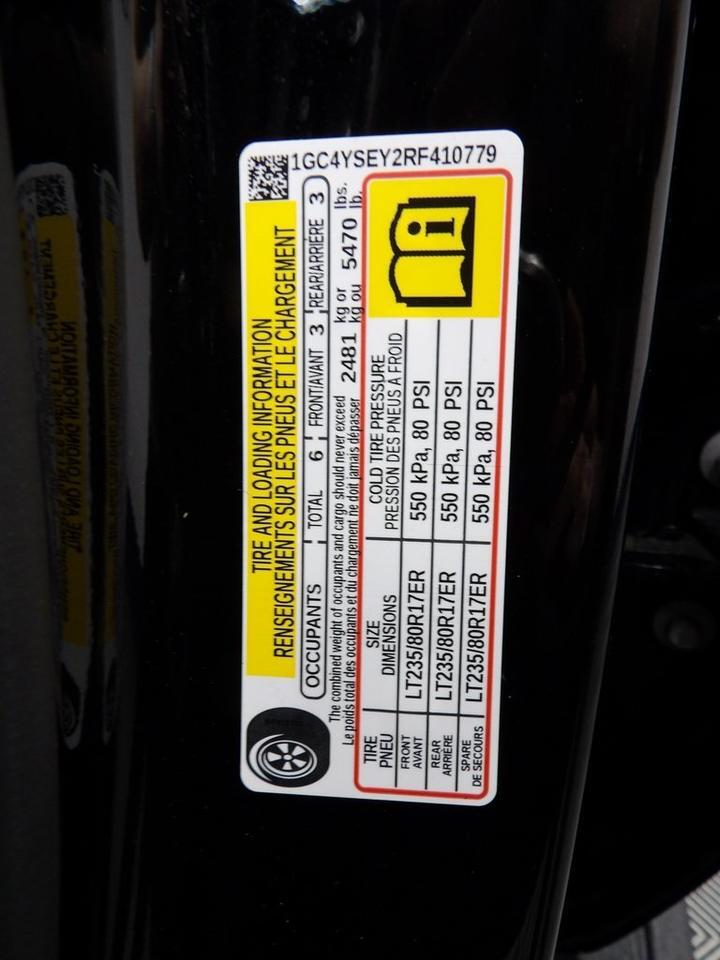 1GC4YSEY2RF410779
TIRE AND LOADING INFORMATION
RENSEIGNEMENTS SUR LES PNEUS ET LE CHARGEMENT
OCCUPANTS TOTAL 6 FRONT/AVANT 3 REAR/ARRIÈRE 3
The combined weight of occupants and cargo should never exceed 2481 kg or 5470 lbs.
Le poids total des occupants et du chargement ne doit jamais dépasser kg ou lb.
TIRE SIZE COLD TIRE PRESSURE
PNEU DIMENSIONS PRESSION DES PNEUS A FROID
FRONT LT235/80R17ER 550 kPa, 80 PSI
AVANT
REAR LT235/80R17ER 550 kPa, 80 PSI
ARRIERE
SPARE LT235/80R17ER 550 kPa, 80 PSI
DE SECOURS